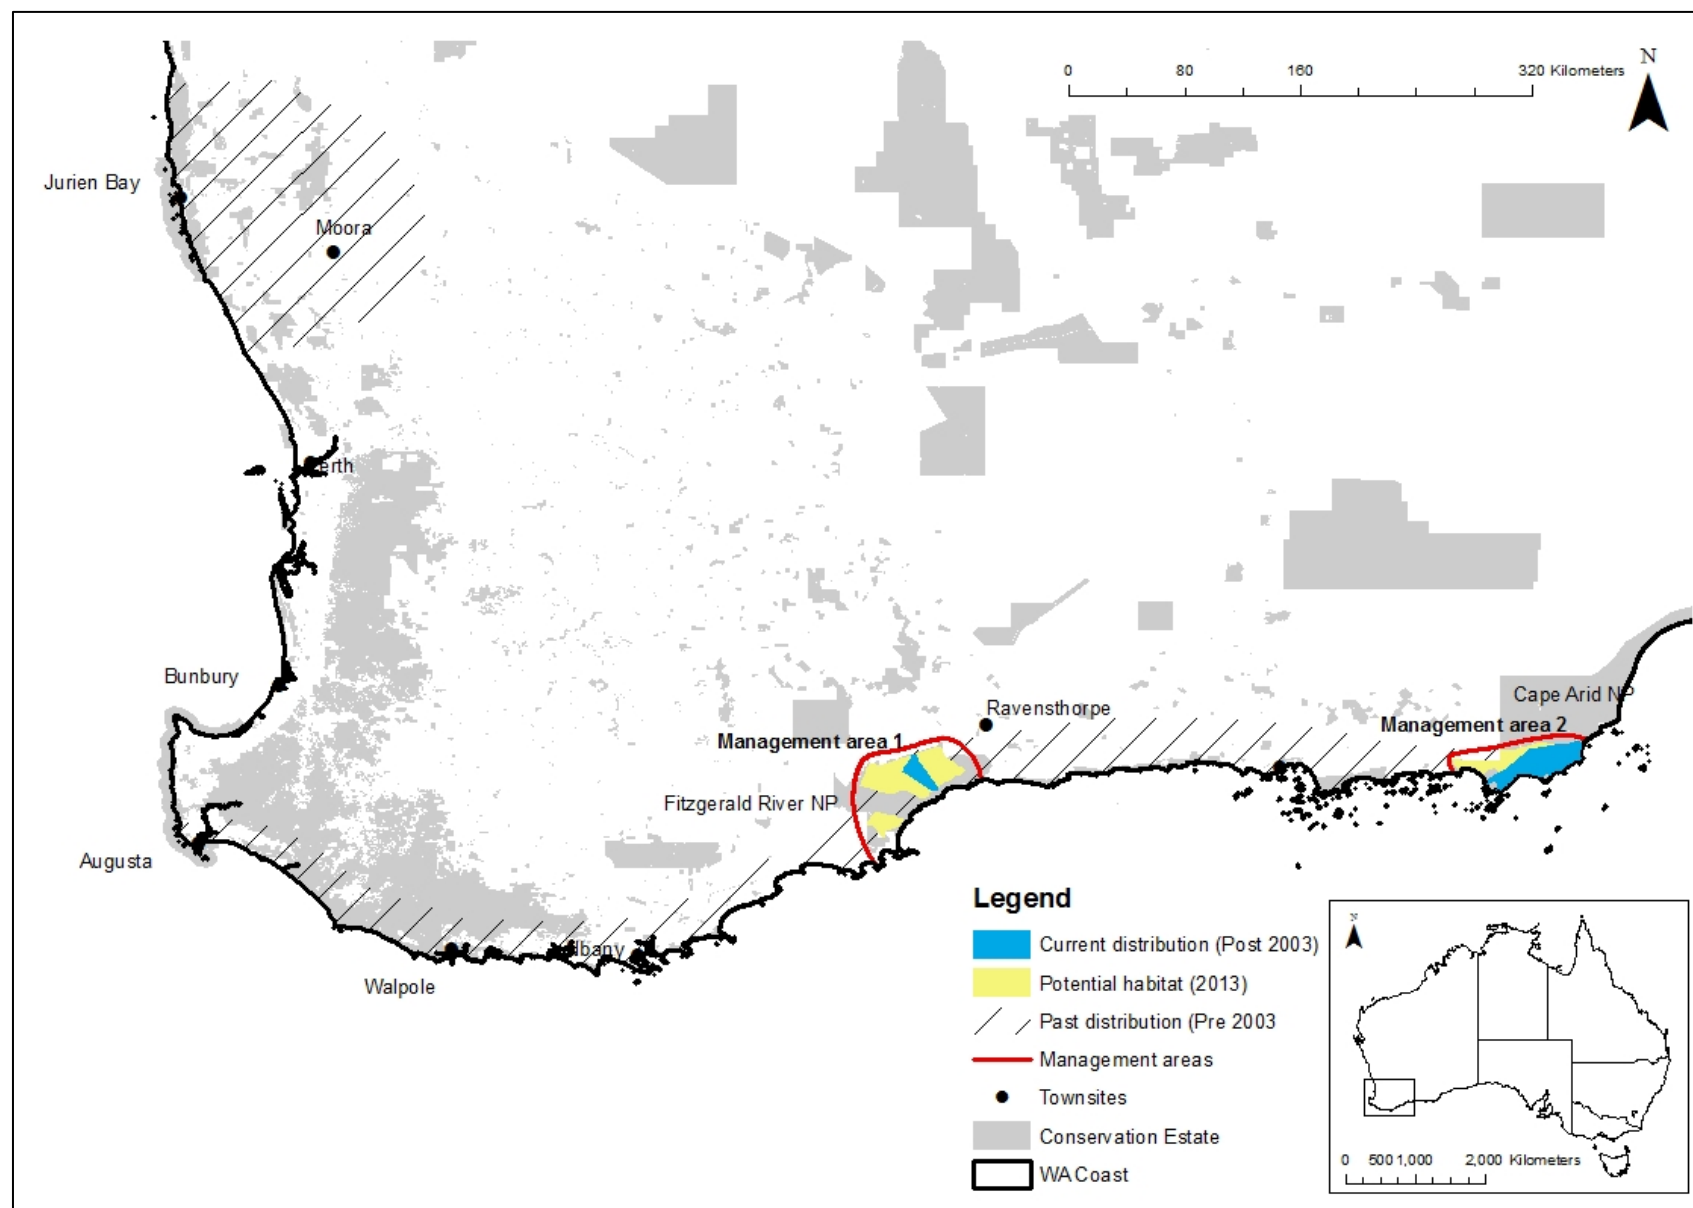 0 80 160 320 Kilometers
N
Jurien Bay
Moora
erth
Bunbury
Cape Arid NP
Ravensthorpe
Management area 2
Management area 1
Fitzgerald River NP
Augusta
lbany
Walpole
Legend
Current distribution (Post 2003)
Potential habitat (2013)
Past distribution (Pre 2003
Management areas
Townsites
Conservation Estate
WA Coast
N
0 500 1,000 2,000 Kilometers